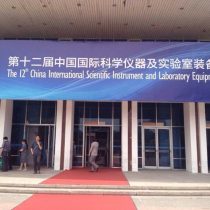 第十二届中国国际科学仪器及实验室装备
The 12th China International Scientific Instrument and Laboratory Equip